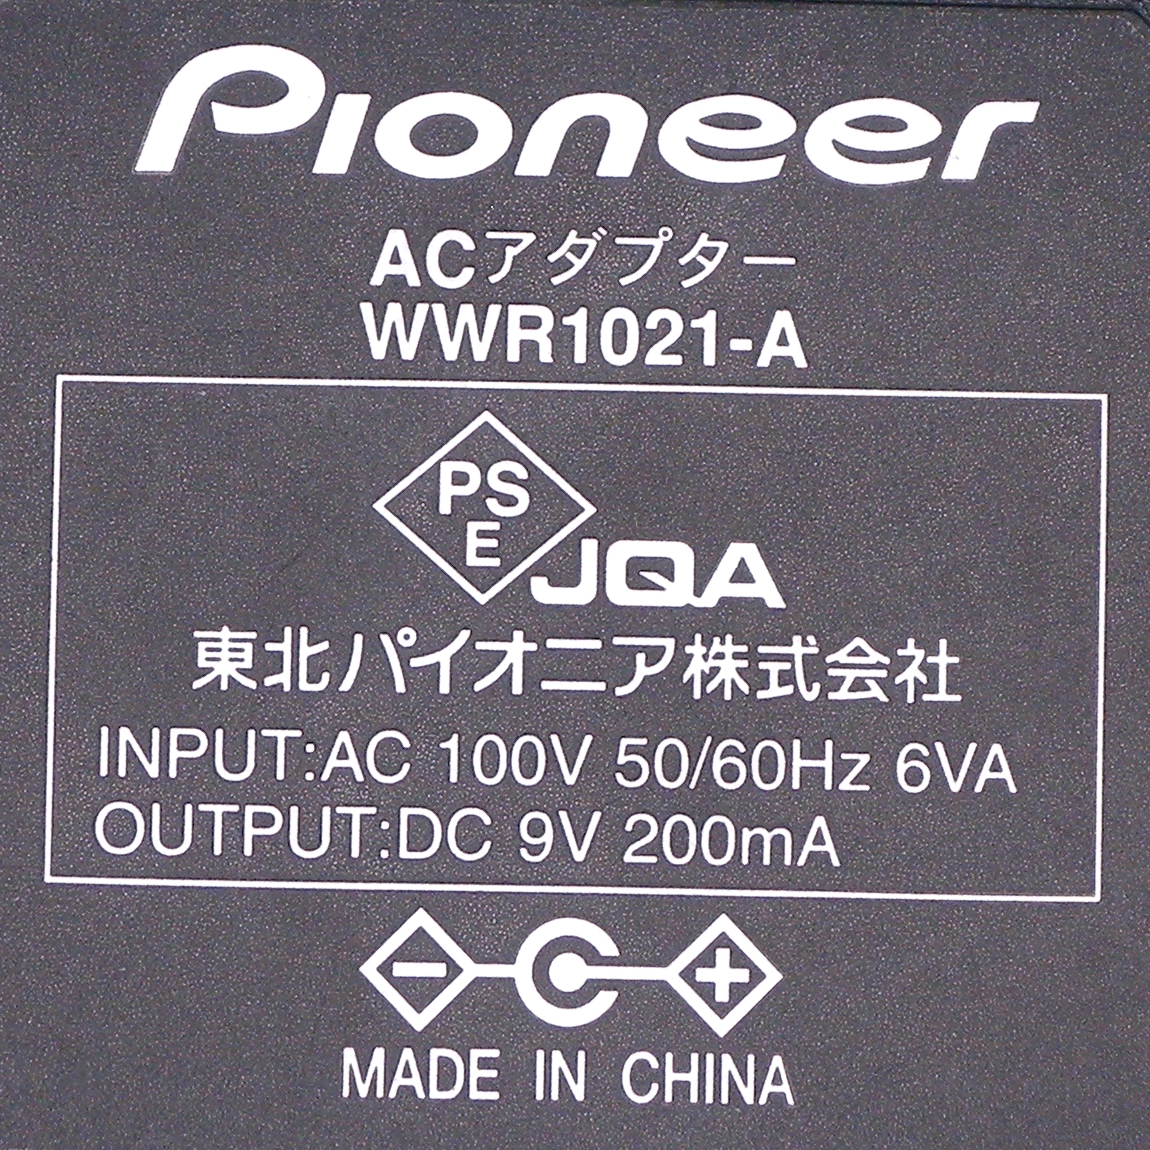 Pioneer
ACアダプター
WWR1021-A
PS
E
JQA
東北パイオニア株式会社
INPUT:AC 100V 50/60Hz 6VA
OUTPUT:DC 9V 200mA
MADE IN CHINA